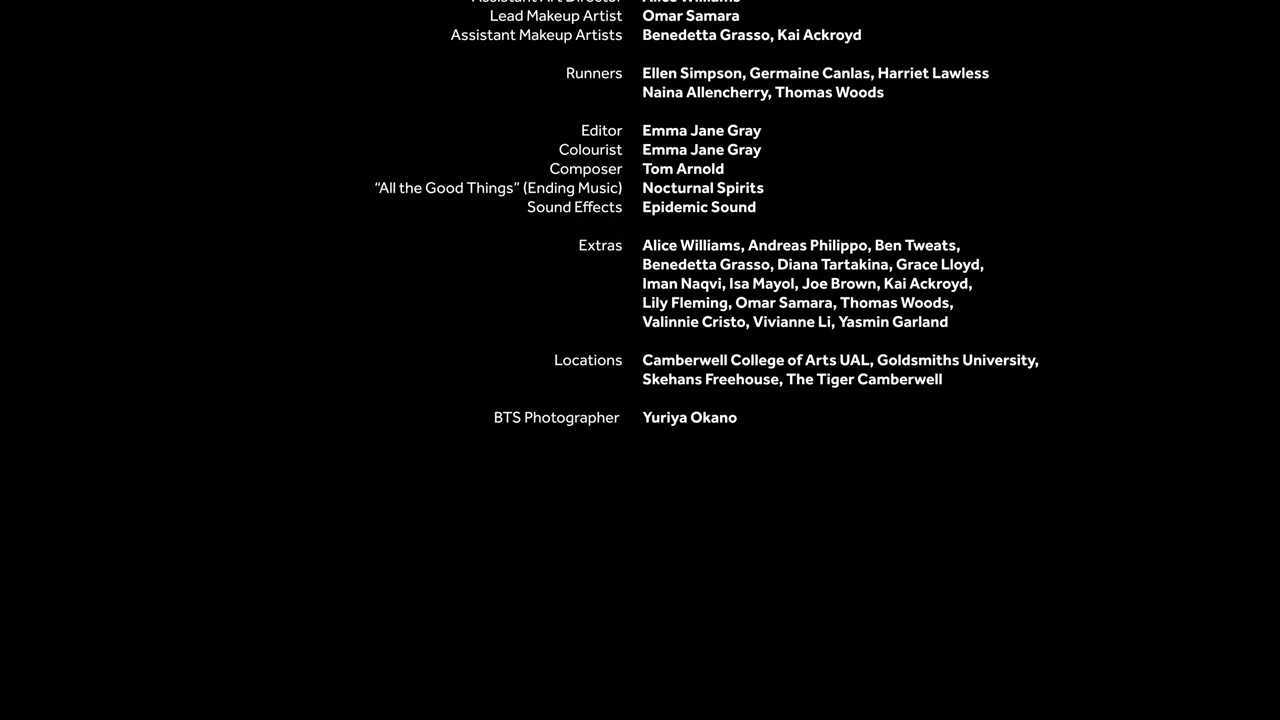 Assistant Art Director Alice Williams
Lead Makeup Artist Omar Samara
Assistant Makeup Artists Benedetta Grasso, Kai Ackroyd
Runners Ellen Simpson, Germaine Canlas, Harriet Lawless
Naina Allencherry, Thomas Woods
Editor Emma Jane Gray
Colourist Emma Jane Gray
Composer Tom Arnold
“All the Good Things” (Ending Music) Nocturnal Spirits
Sound Effects Epidemic Sound
Extras Alice Williams, Andreas Philippo, Ben Tweats,
Benedetta Grasso, Diana Tartakina, Grace Lloyd,
Iman Naqvi, Isa Mayol, Joe Brown, Kai Ackroyd,
Lily Fleming, Omar Samara, Thomas Woods,
Valinnie Cristo, Vivianne Li, Yasmin Garland
Locations Camberwell College of Arts UAL, Goldsmiths University,
Skehans Freehouse, The Tiger Camberwell
BTS Photographer Yuriya Okano